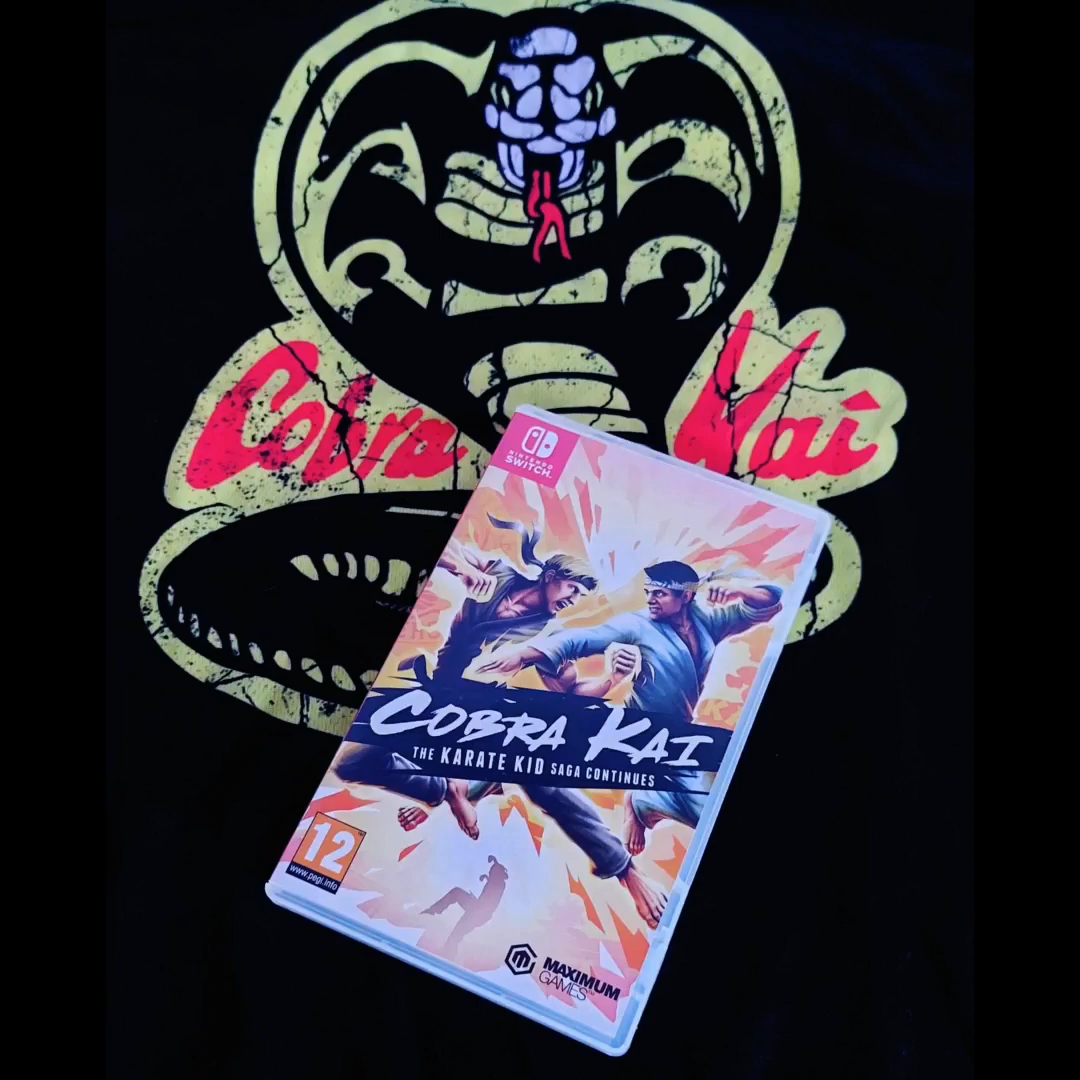 Cobra Kai
NINTENDO
SWITCH
COBRA KAI
THE KARATE KID SAGA CONTINUES
12
www.pegi.info
MAXIMUM
GAMES